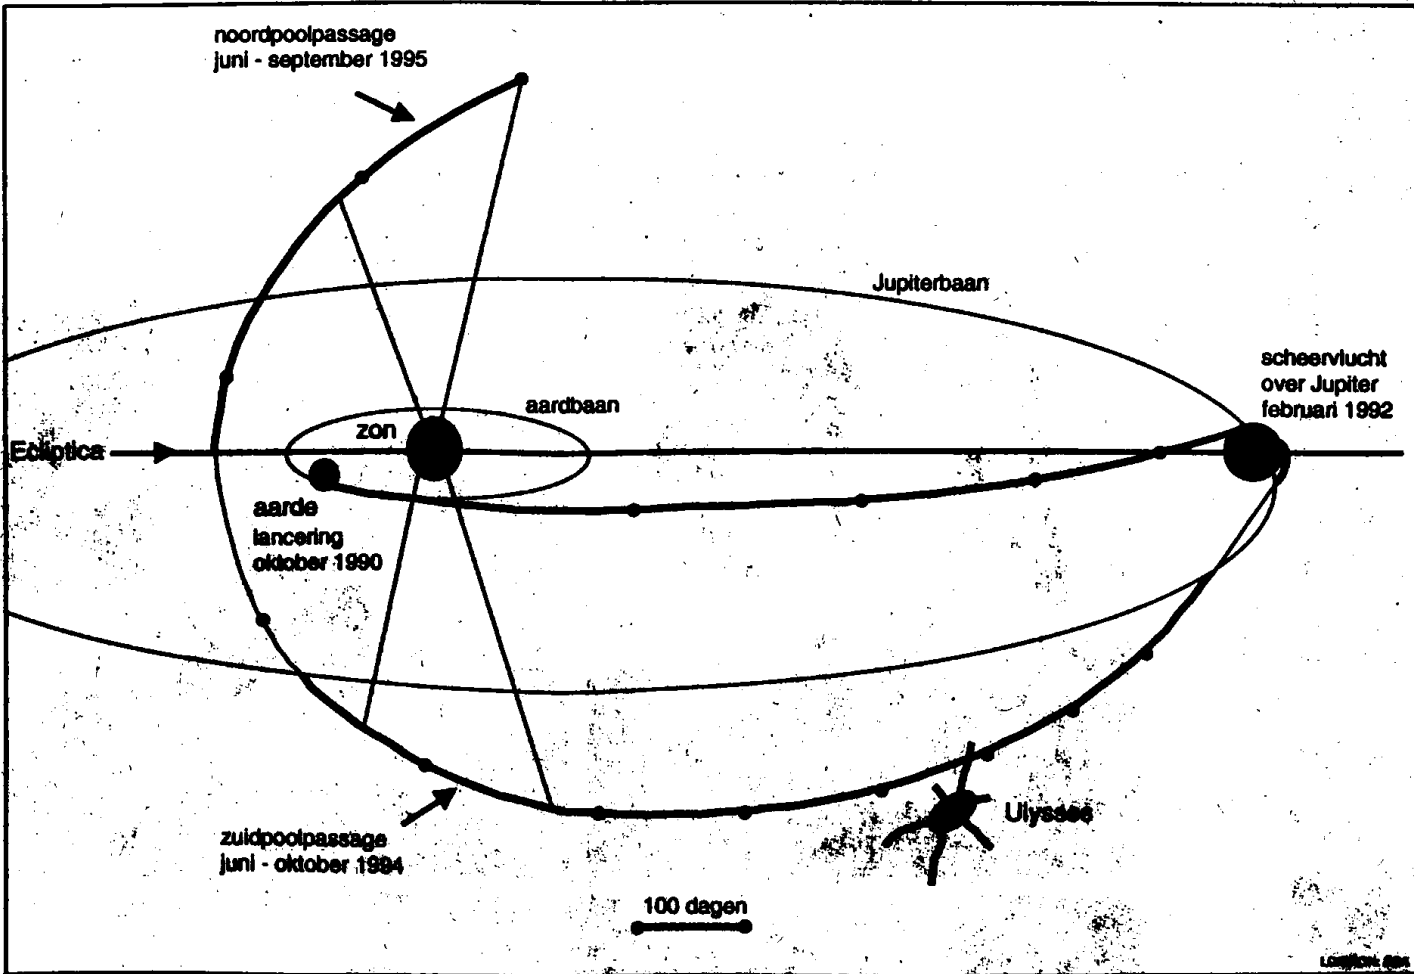 noordpoolpassage
juni - september 1995
Jupiterbaan
scheervlucht
over Jupiter
februari 1992
aardbaan
zon
Ecliptica
aarde
lancering
oktober 1990
Ulysses
zuidpoolpassage
juni - oktober 1994
100 dagen